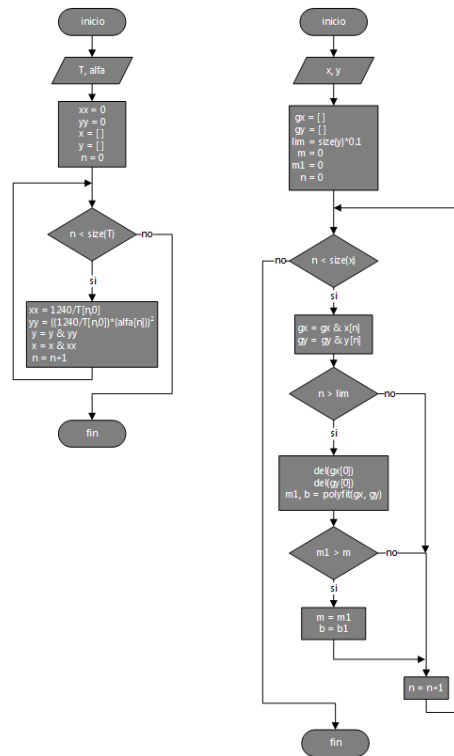 inicio
T, alfa
xx = 0
yy = 0
x = [ ]
y = [ ]
n = 0
n < size(T)
no
si
xx = 1240/T[n,0]
yy = ((1240/T[n,0])*(alfa[n]))²
y = y & yy
x = x & xx
n = n+1
fin
inicio
x, y
gx = [ ]
gy = [ ]
lim = size(y)*0.1
m = 0
m1 = 0
n = 0
no
n < size(x)
si
gx = gx & x[n]
gy = gy & y[n]
n > lim
no
si
del(gx[0])
del(gy[0])
m1, b = polyfit(gx, gy)
m1 > m
no
si
m = m1
b = b1
n = n+1
fin